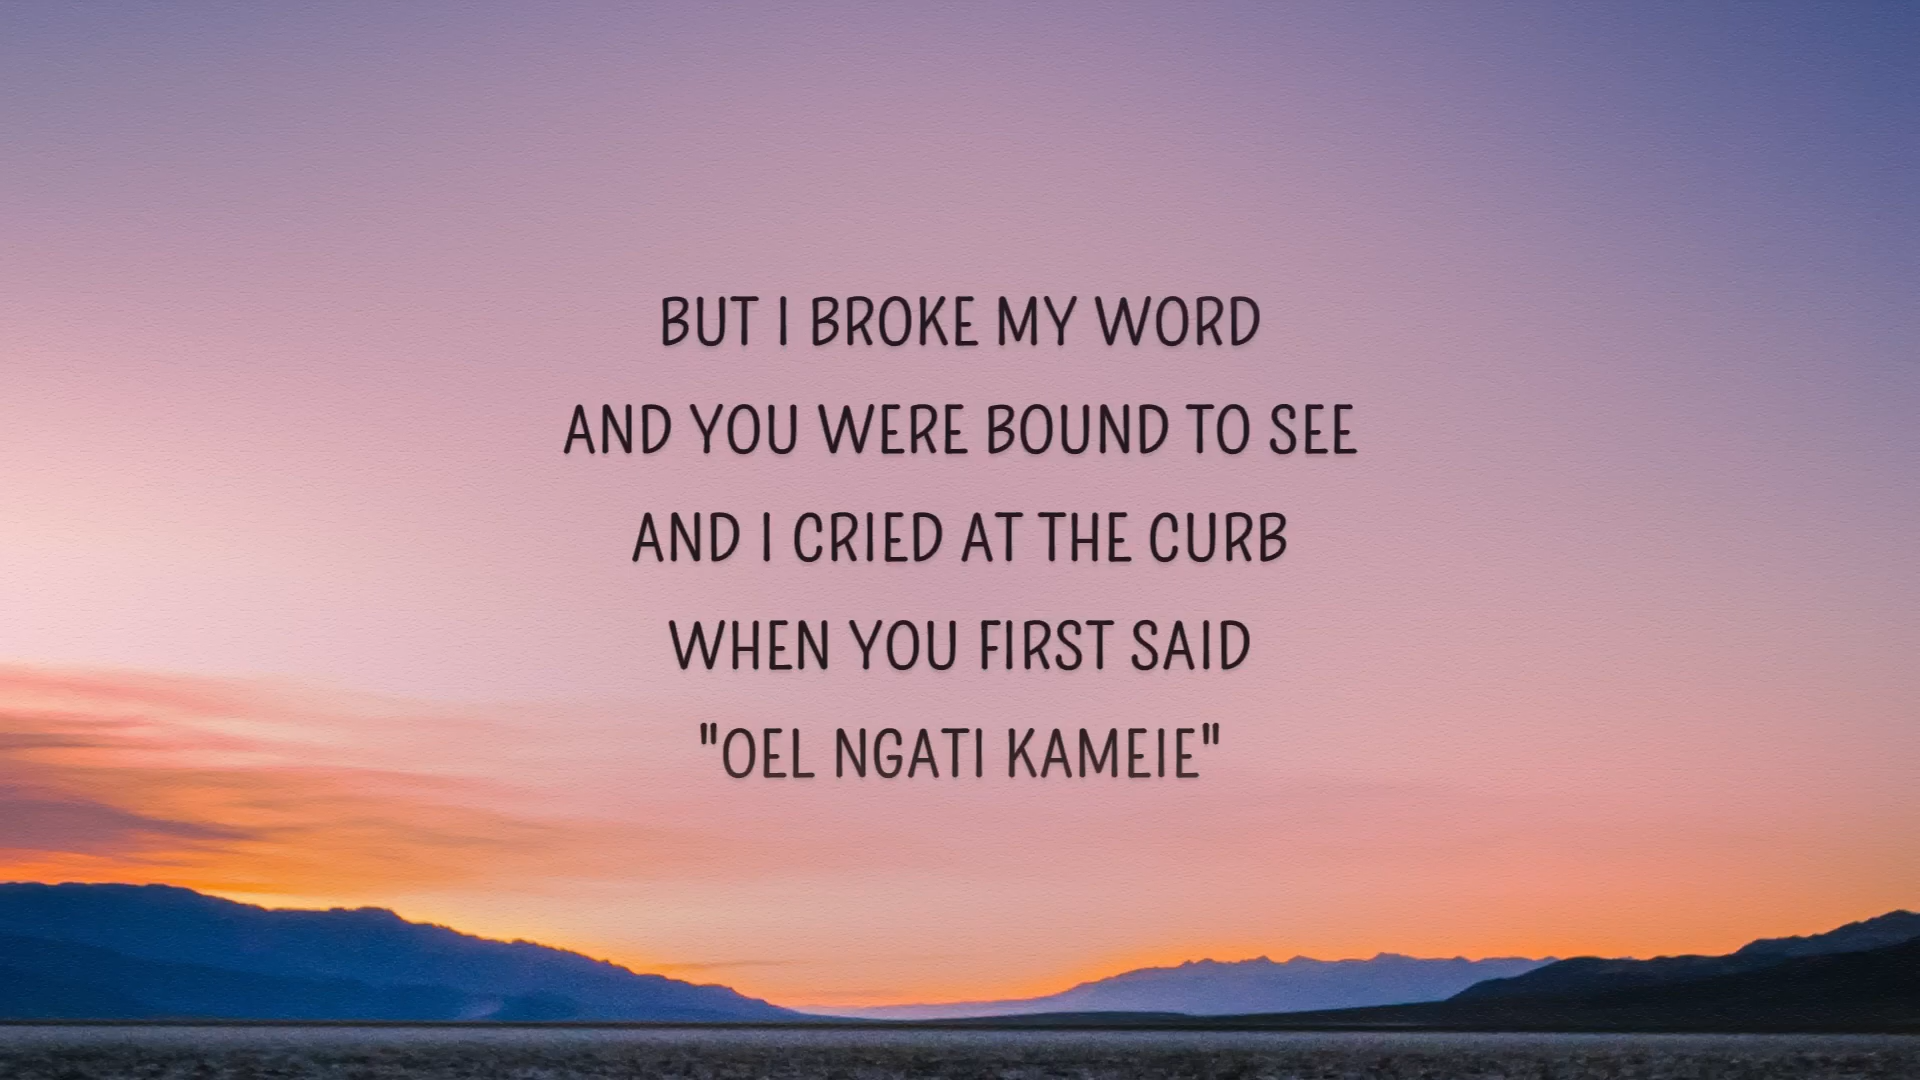 BUT I BROKE MY WORD
AND YOU WERE BOUND TO SEE
AND I CRIED AT THE CURB
WHEN YOU FIRST SAID
"OEL NGATI KAMEIE"